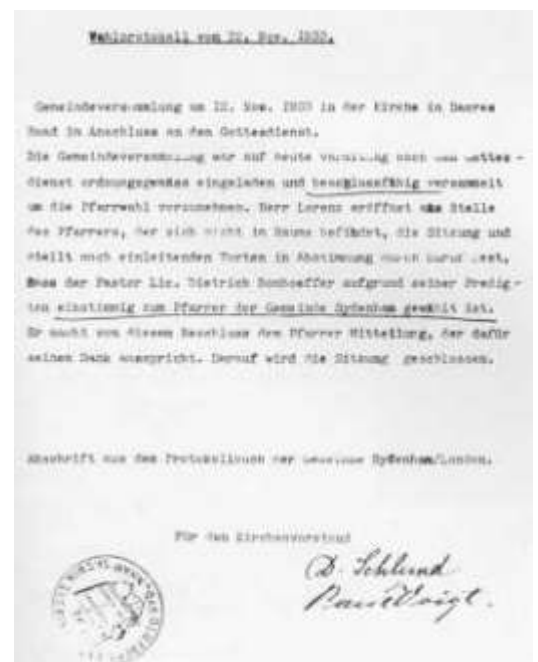 Wahlprotokoll vom 12. Nov. 1933.
Gemeindeversammlung am 12. Nov. 1933 in der Kirche in Dacres
Road im Anschluss an den Gottesdienst.
Die Gemeindeversammlung war auf heute Vormittag nach dem Gottes -
dienst ordnungsgemäss eingeladen und beschlussfähig versammelt
um die Pfarrwahl vorzunehmen. Herr Lorenz eröffnet an Stelle
des Pfarrers, der sich nicht im Raume befindet, die Sitzung und
stellt nach einleitenden Worten in Abstimmung durch Zuruf fest,
dass der Pastor Lic. Dietrich Bonhoeffer aufgrund seiner Predig -
ten einstimmig zum Pfarrer der Gemeinde Sydenham gewählt ist.
Er macht von diesem Beschluss dem Pfarrer Mitteilung, der dafür
seinen Dank ausspricht. Darauf wird die Sitzung geschlossen.
Abschrift aus dem Protokollbuch der Gemeinde Sydenham/London.
Für den Kirchenvorstand
D. Schlund
Paul Voigt.